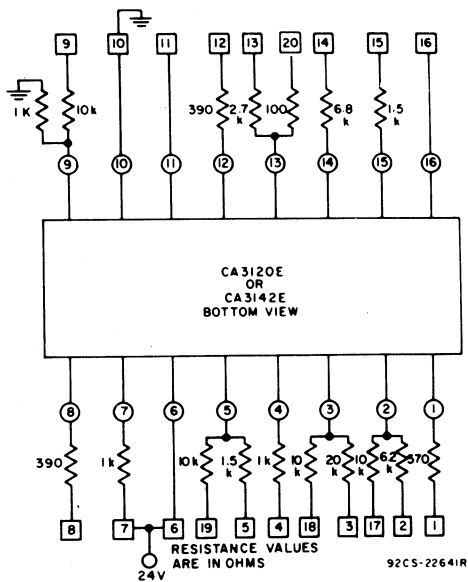 9 10 11 12 13 20 14 15 16
1K 10k 390 2.7 k 100 6.8 k 1.5 k
9 10 11 12 13 14 15 16
CA3120E
OR
CA3142E
BOTTOM VIEW
8 7 6 5 4 3 2 1
390 1k 10k 1.5 k 1k 10 k 20 k 10 k 62 k 370
8 7 6 19 5 4 18 3 17 2 1
24V
RESISTANCE VALUES
ARE IN OHMS
92CS-22641R